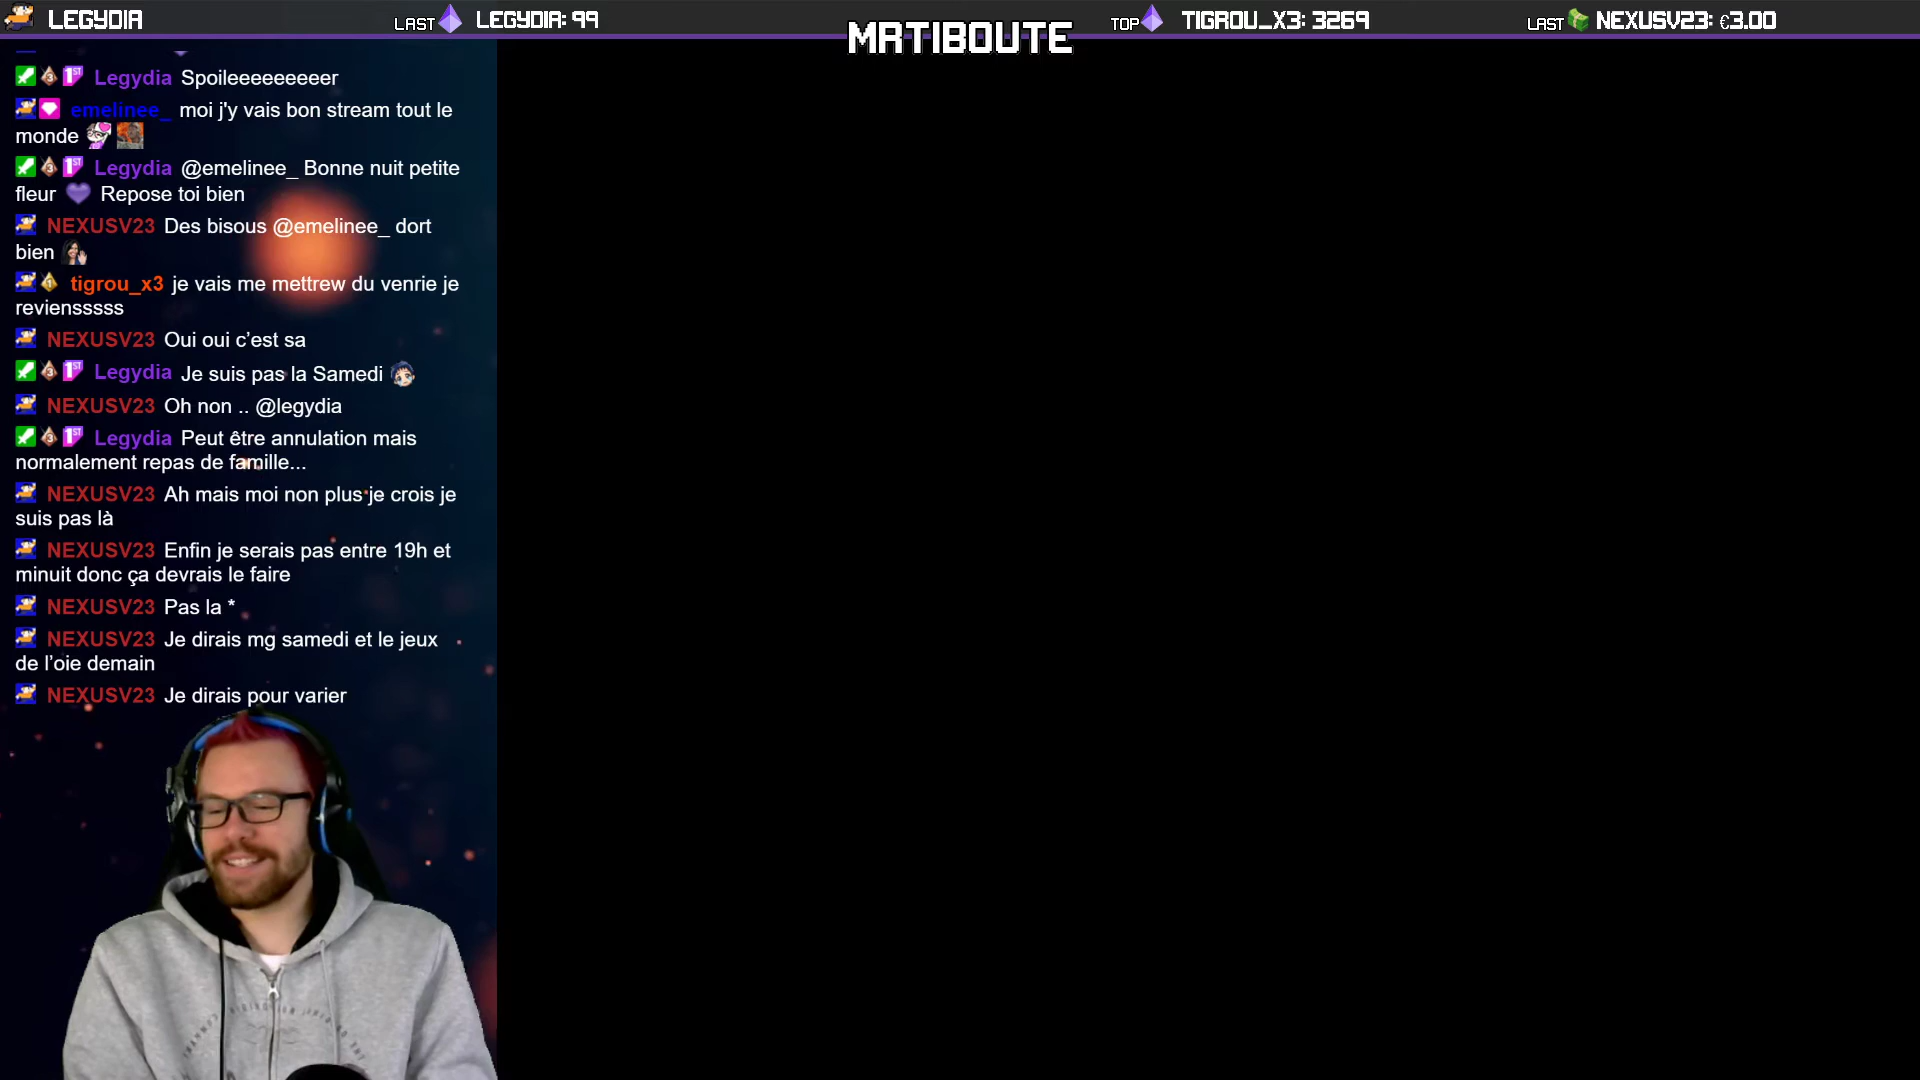 LEGYDIA
LAST LEGYDIA: 99
MATIBOUTE
TOP TIGROU_X3: 3269
LAST NEXUSV23: €3.00
Legydia Spoileeeeeeeeer
emelinee_ moi j'y vais bon stream tout le
monde
Legydia @emelinee_ Bonne nuit petite
fleur Repose toi bien
NEXUSV23 Des bisous @emelinee_ dort
bien
tigrou_x3 je vais me mettrew du venrie je
reviensssss
NEXUSV23 Oui oui c’est sa
Legydia Je suis pas la Samedi
NEXUSV23 Oh non .. @legydia
Legydia Peut être annulation mais
normalement repas de famille...
NEXUSV23 Ah mais moi non plus je crois je
suis pas là
NEXUSV23 Enfin je serais pas entre 19h et
minuit donc ça devrais le faire
NEXUSV23 Pas la *
NEXUSV23 Je dirais mg samedi et le jeux
de l’oie demain
NEXUSV23 Je dirais pour varier